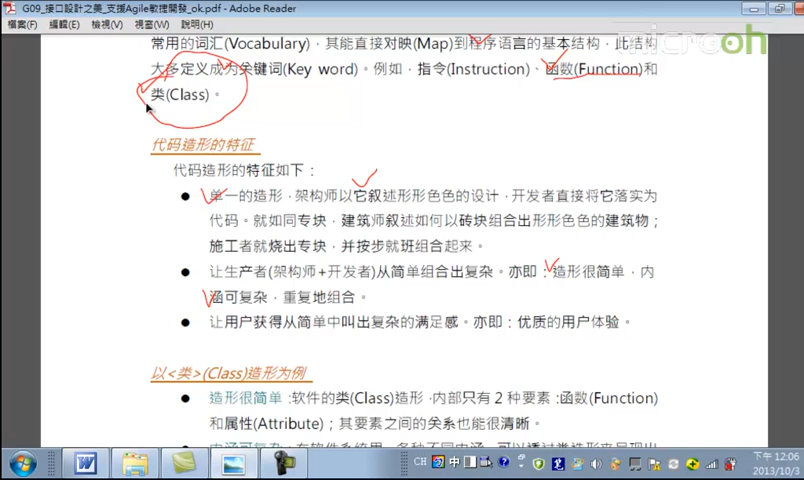 G09_接口設計之美_支援Agile敏捷開發_ok.pdf - Adobe Reader
檔案(F) 編輯(E) 檢視(V) 視窗(W) 說明(H)
microoh
常用的词汇(Vocabulary)，其能直接对映(Map)到程序语言的基本结构，此结构
大多定义成为关键词(Key word)。例如，指令(Instruction)、函数(Function)和
类(Class)。
代码造形的特征
代码造形的特征如下：
● 单一的造形，架构师以它叙述形形色色的设计，开发者直接将它落实为
代码。就如同专块，建筑师叙述如何以砖块组合出形形色色的建筑物；
施工者就烧出专块，并按步就班组合起来。
● 让生产者(架构师+开发者)从简单组合出复杂。亦即：造形很简单，内
涵可复杂，重复地组合。
● 让用户获得从简单中叫出复杂的满足感。亦即：优质的用户体验。
以<类>(Class)造形为例
● 造形很简单：软件的类(Class)造形，内部只有 2 种要素：函数(Function)
和属性(Attribute)；其要素之间的关系也能很清晰。
CH 中
下午 12:06
2013/10/3